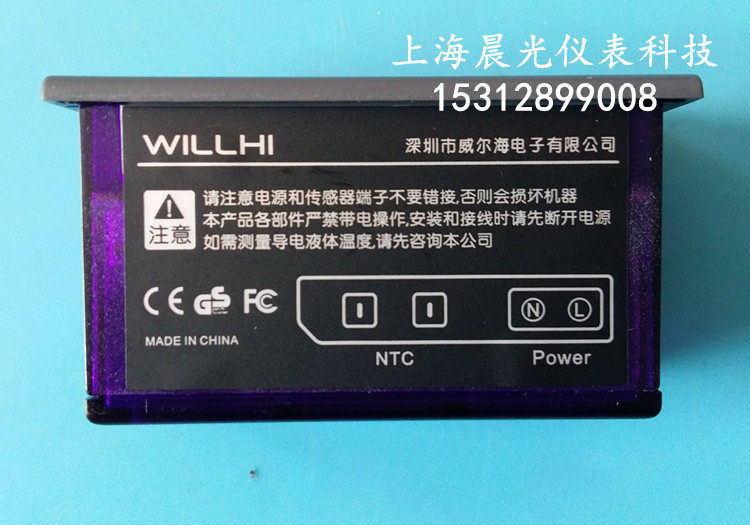 上海晨光仪表科技
15312899008
WILLHI
深圳市威尔海电子有限公司
注意
请注意电源和传感器端子不要错接,否则会损坏机器
本产品各部件严禁带电操作,安装和接线时请先断开电源
如需测量导电液体温度,请先咨询本公司
CE GS FC
N L
MADE IN CHINA
NTC Power